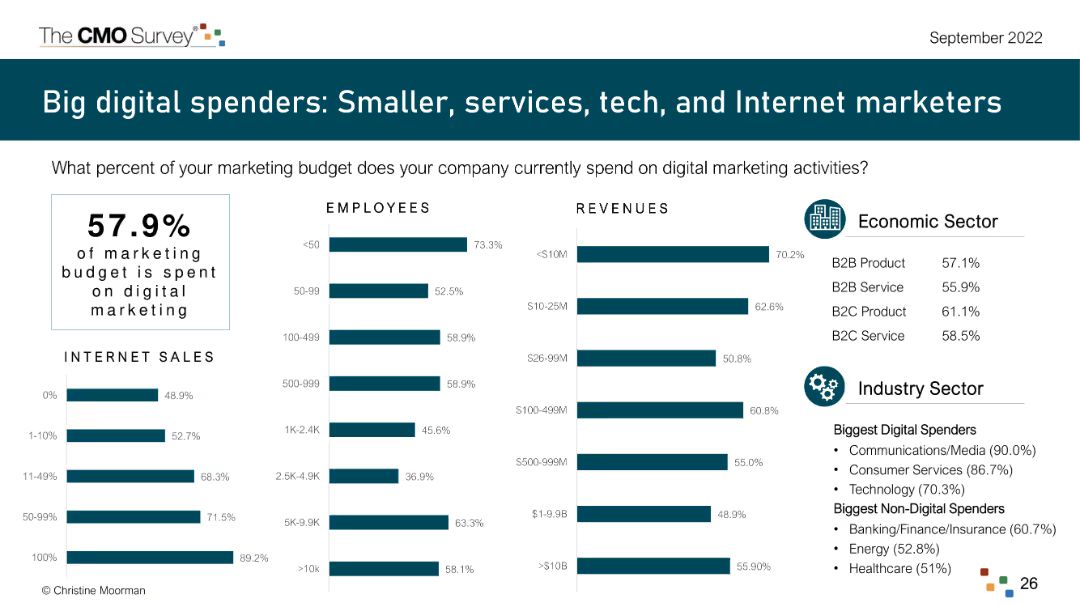 The CMO Survey®
September 2022
Big digital spenders: Smaller, services, tech, and Internet marketers
What percent of your marketing budget does your company currently spend on digital marketing activities?
57.9%
of marketing
budget is spent
on digital
marketing
INTERNET SALES
0% 48.9%
1-10% 52.7%
11-49% 68.3%
50-99% 71.5%
100% 89.2%
EMPLOYEES
<50 73.3%
50-99 52.5%
100-499 58.9%
500-999 58.9%
1K-2.4K 45.6%
2.5K-4.9K 36.9%
5K-9.9K 63.3%
>10k 58.1%
REVENUES
<$10M 70.2%
$10-25M 62.6%
$26-99M 50.8%
$100-499M 60.8%
$500-999M 55.0%
$1-9.9B 48.9%
>$10B 55.90%
Economic Sector
B2B Product 57.1%
B2B Service 55.9%
B2C Product 61.1%
B2C Service 58.5%
Industry Sector
Biggest Digital Spenders
• Communications/Media (90.0%)
• Consumer Services (86.7%)
• Technology (70.3%)
Biggest Non-Digital Spenders
• Banking/Finance/Insurance (60.7%)
• Energy (52.8%)
• Healthcare (51%)
© Christine Moorman
26